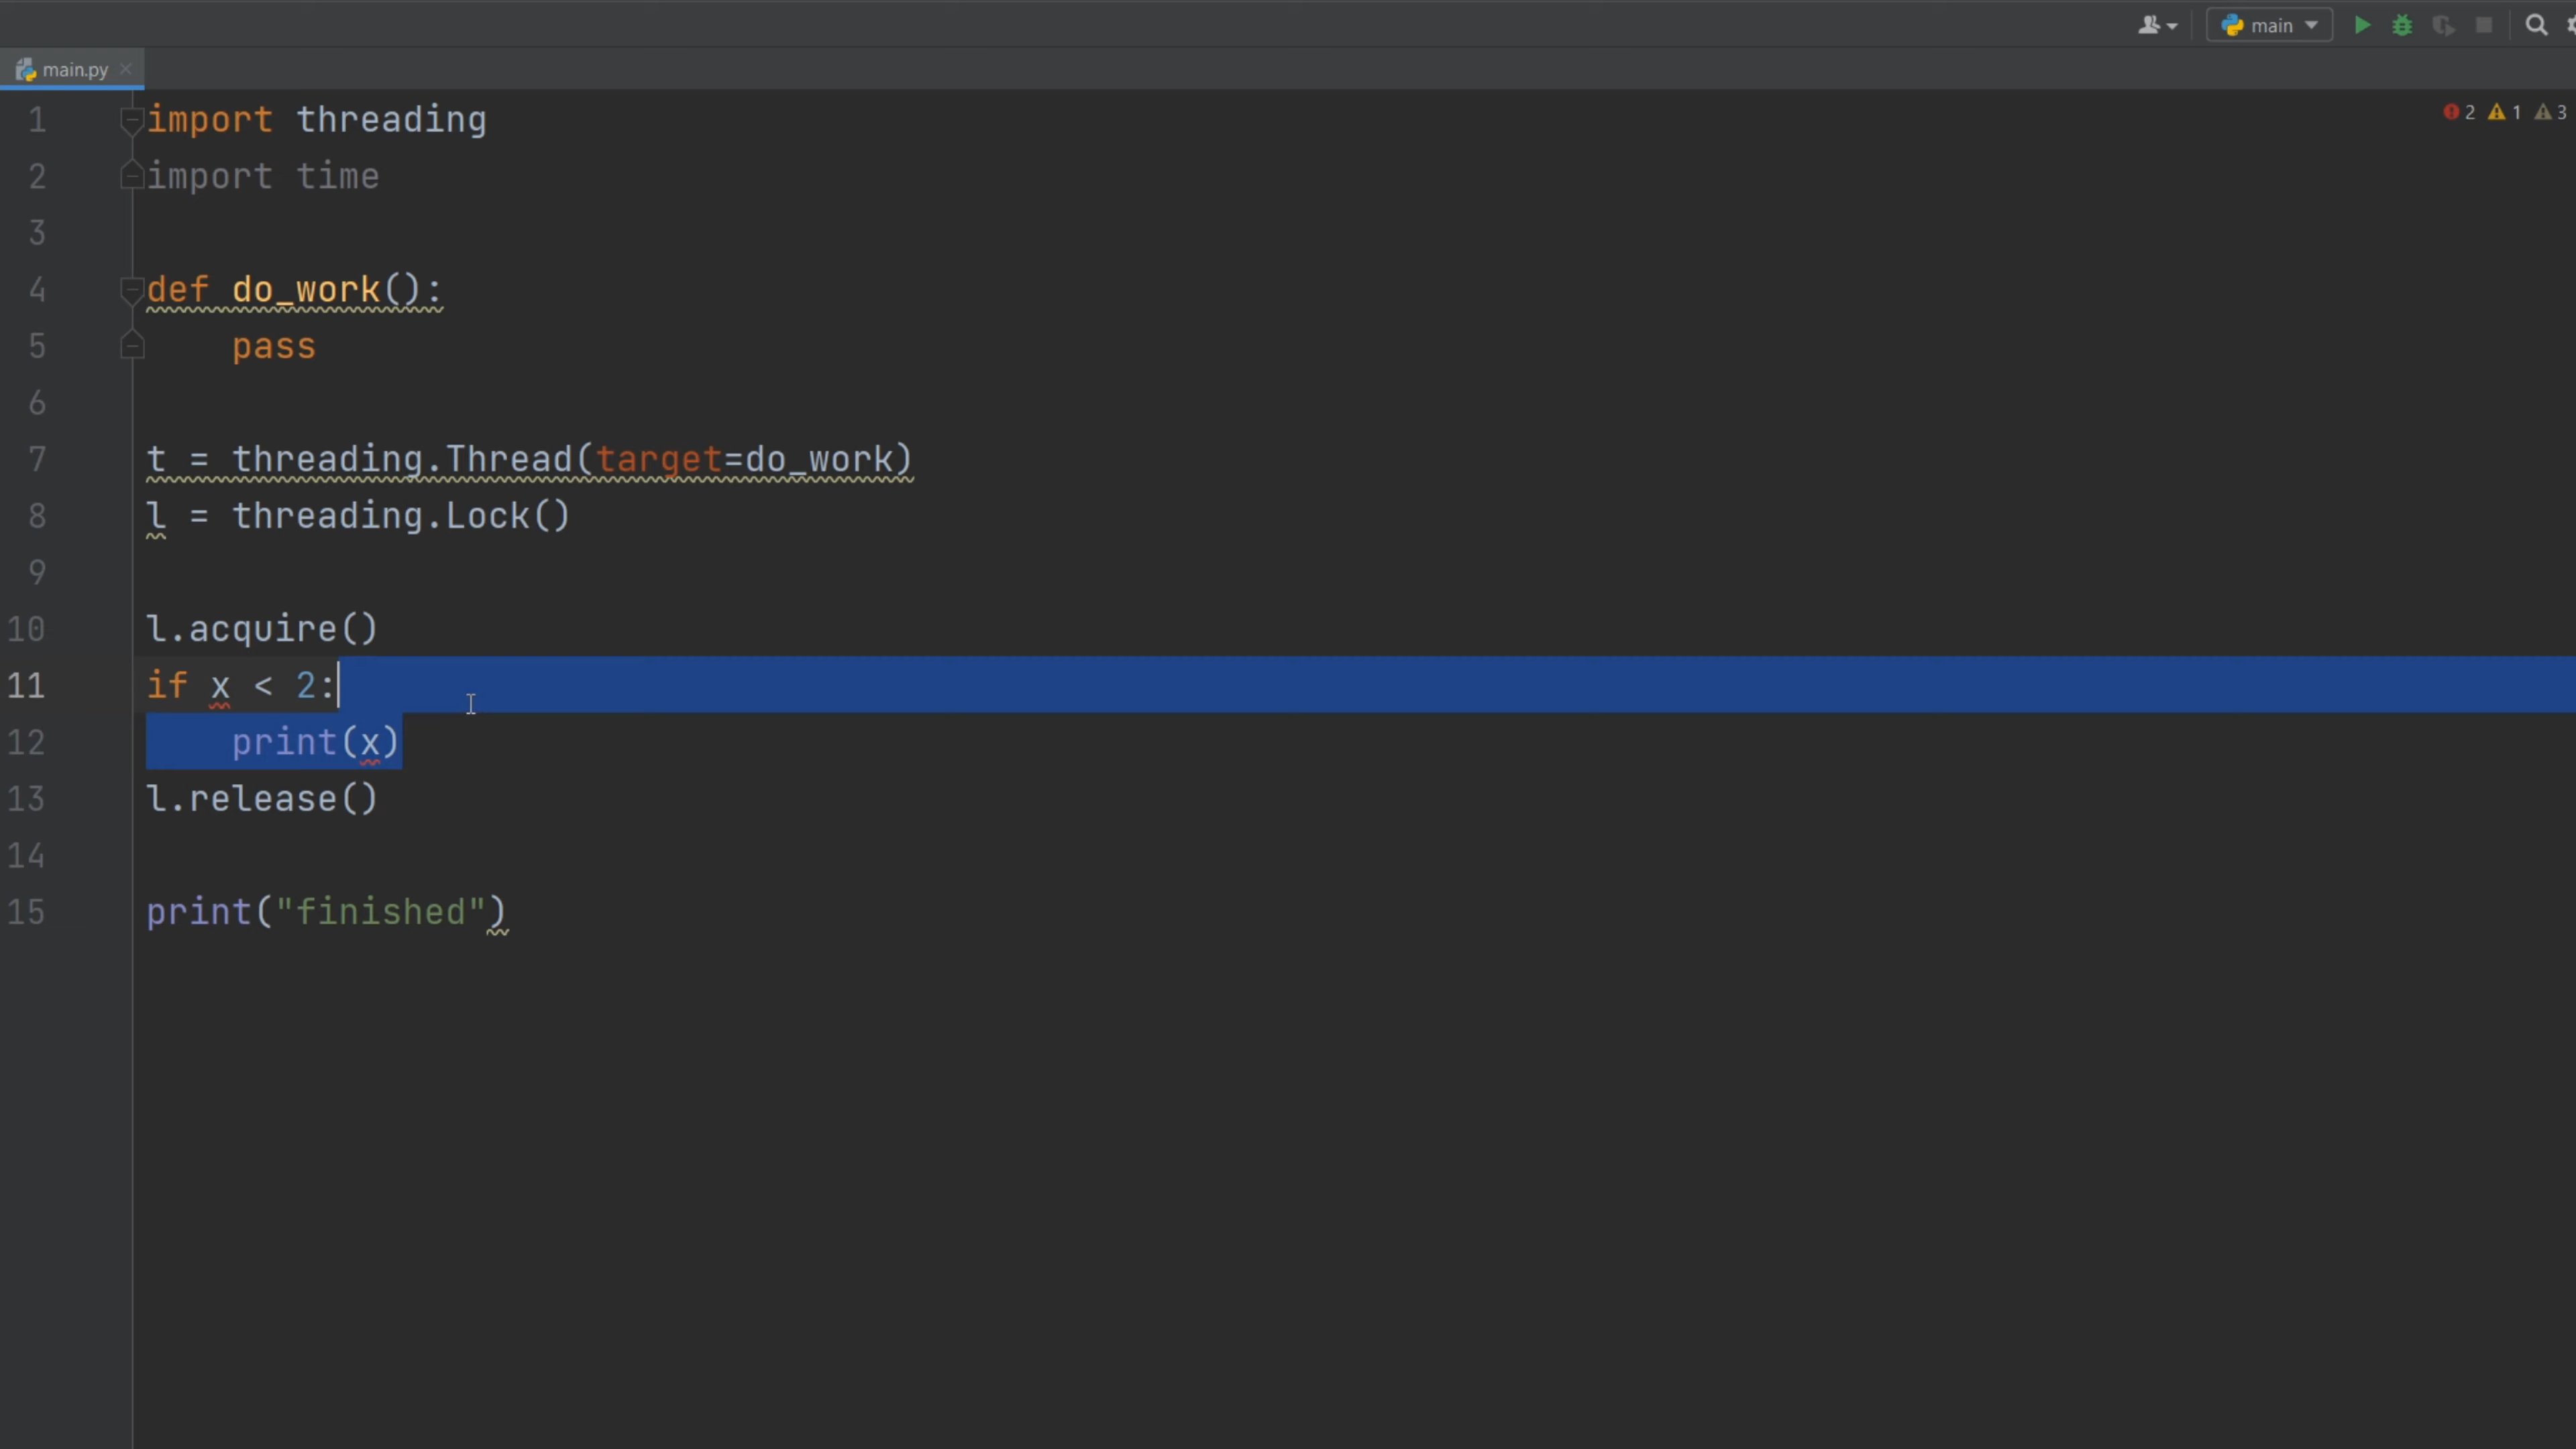 main
main.py
2 1 3
1 import threading
2 import time
3
4 def do_work():
5     pass
6
7 t = threading.Thread(target=do_work)
8 l = threading.Lock()
9
10 l.acquire()
11 if x < 2:
12     print(x)
13 l.release()
14
15 print("finished")